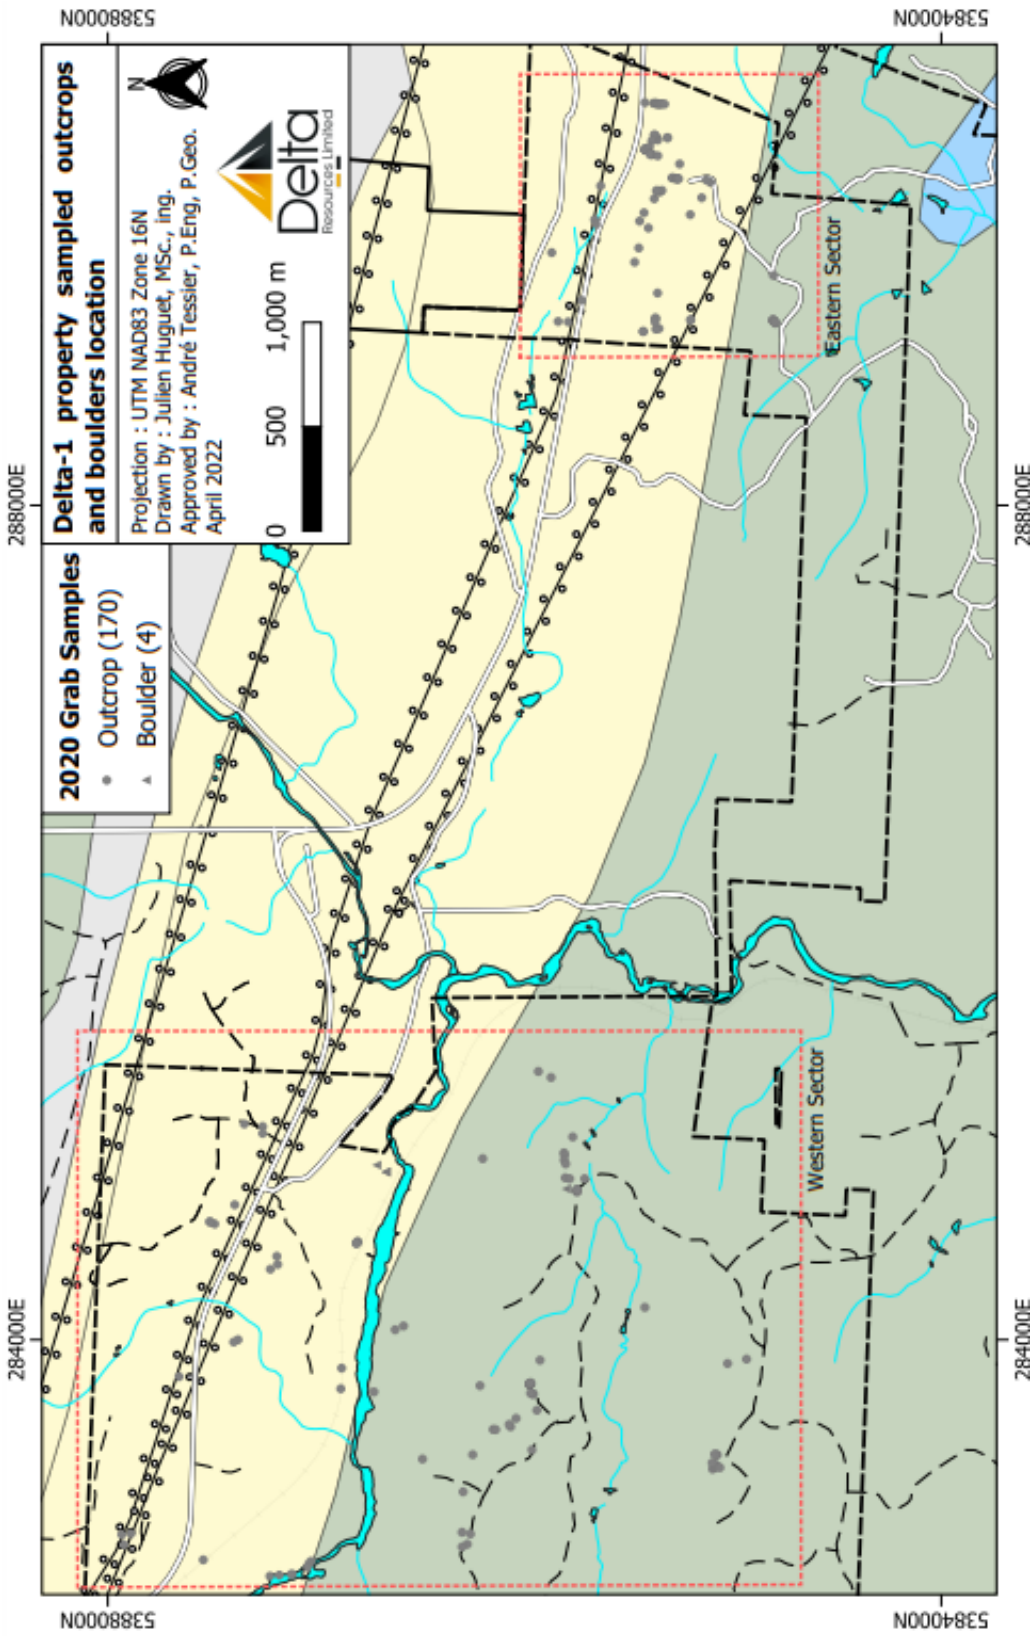 5388000N
5384000N
Delta-1 property sampled outcrops
and boulders location
Projection : UTM NAD83 Zone 16N
Drawn by : Julien Huguet, MSc., ing.
Approved by : André Tessier, P.Eng, P.Geo.
April 2022
N
Delta
Resources Limited
0 500 1,000 m
2020 Grab Samples
Outcrop (170)
Boulder (4)
288000E
288000E
Eastern Sector
Western Sector
284000E
284000E
5388000N
5384000N